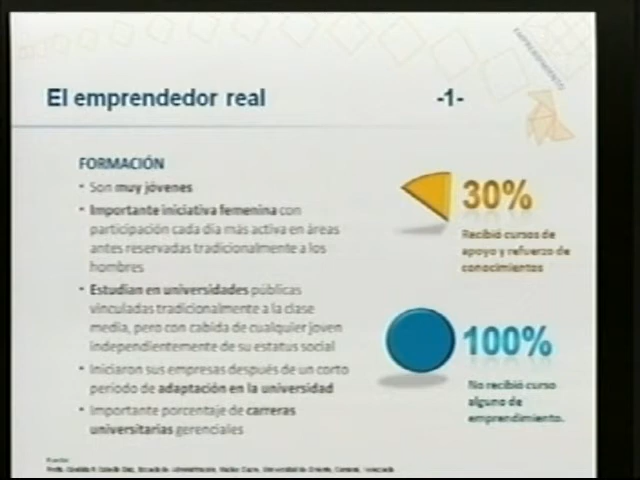 EMPRENDIMIENTO
El emprendedor real -1-
FORMACIÓN
• Son muy jóvenes
• Importante iniciativa femenina con
participación cada día más activa en áreas
antes reservadas tradicionalmente a los
hombres
• Estudian en universidades públicas
vinculadas tradicionalmente a la clase
media, pero con cabida de cualquier joven
independientemente de su estatus social
• Iniciaron sus empresas después de un corto
periodo de adaptación en la universidad
• Importante porcentaje de carreras
universitarias gerenciales
30%
Recibió cursos de
apoyo y refuerzo de
conocimientos
100%
No recibió curso
alguno de
emprendimiento.